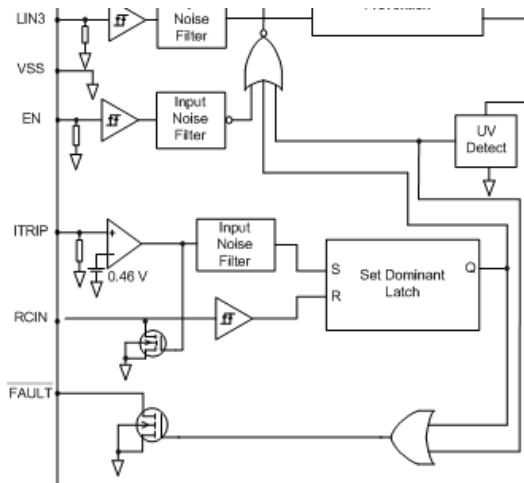 LIN3
Noise
Filter
VSS
EN
Input
Noise
Filter
UV
Detect
ITRIP
Input
Noise
Filter
0.46 V
S
R
Set Dominant
Latch
Q
RCIN
FAULT